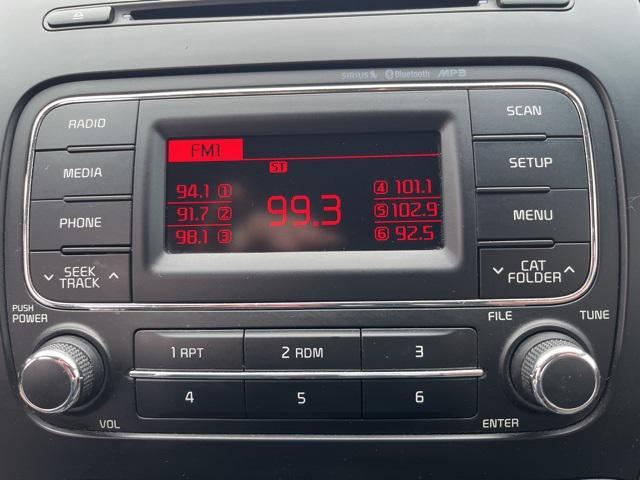 SIRIUS Bluetooth MP3
RADIO
MEDIA
PHONE
SEEK
TRACK
FM1
ST
94.1 1
91.7 2
98.1 3
99.3
4 101.1
5 102.9
6 92.5
SCAN
SETUP
MENU
CAT
FOLDER
PUSH
POWER
VOL
1 RPT
2 RDM
3
4
5
6
FILE
TUNE
ENTER